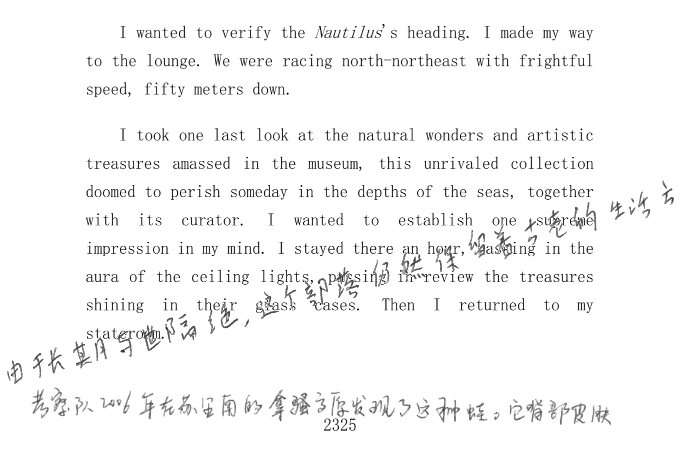 I wanted to verify the Nautilus's heading. I made my way
to the lounge. We were racing north-northeast with frightful
speed, fifty meters down.
I took one last look at the natural wonders and artistic
treasures amassed in the museum, this unrivaled collection
doomed to perish someday in the depths of the seas, together
with its curator. I wanted to establish one supreme
impression in my mind. I stayed there an hour, basking in the
aura of the ceiling lights, passing in review the treasures
shining in their glass cases. Then I returned to my
stateroom.
由于长期与世隔绝，这个部落仍然保留着古老的生活方
考察队2006年在苏里南的拿骚高原发现了这种蛙。它背部皮肤
2325